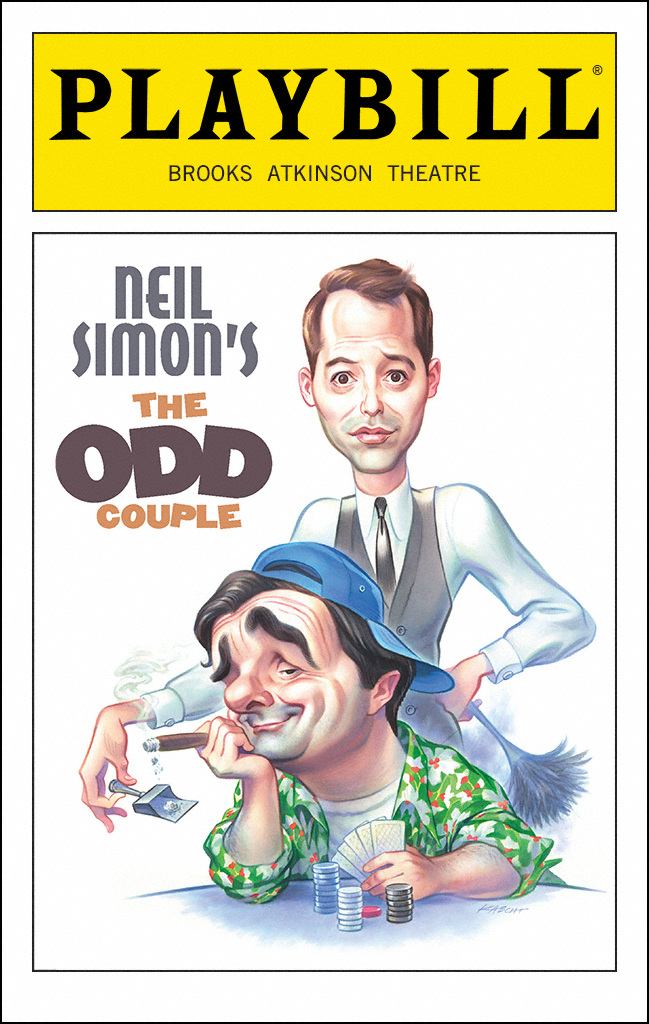 PLAYBILL®
BROOKS ATKINSON THEATRE
NEIL
SIMON'S
THE
ODD
COUPLE